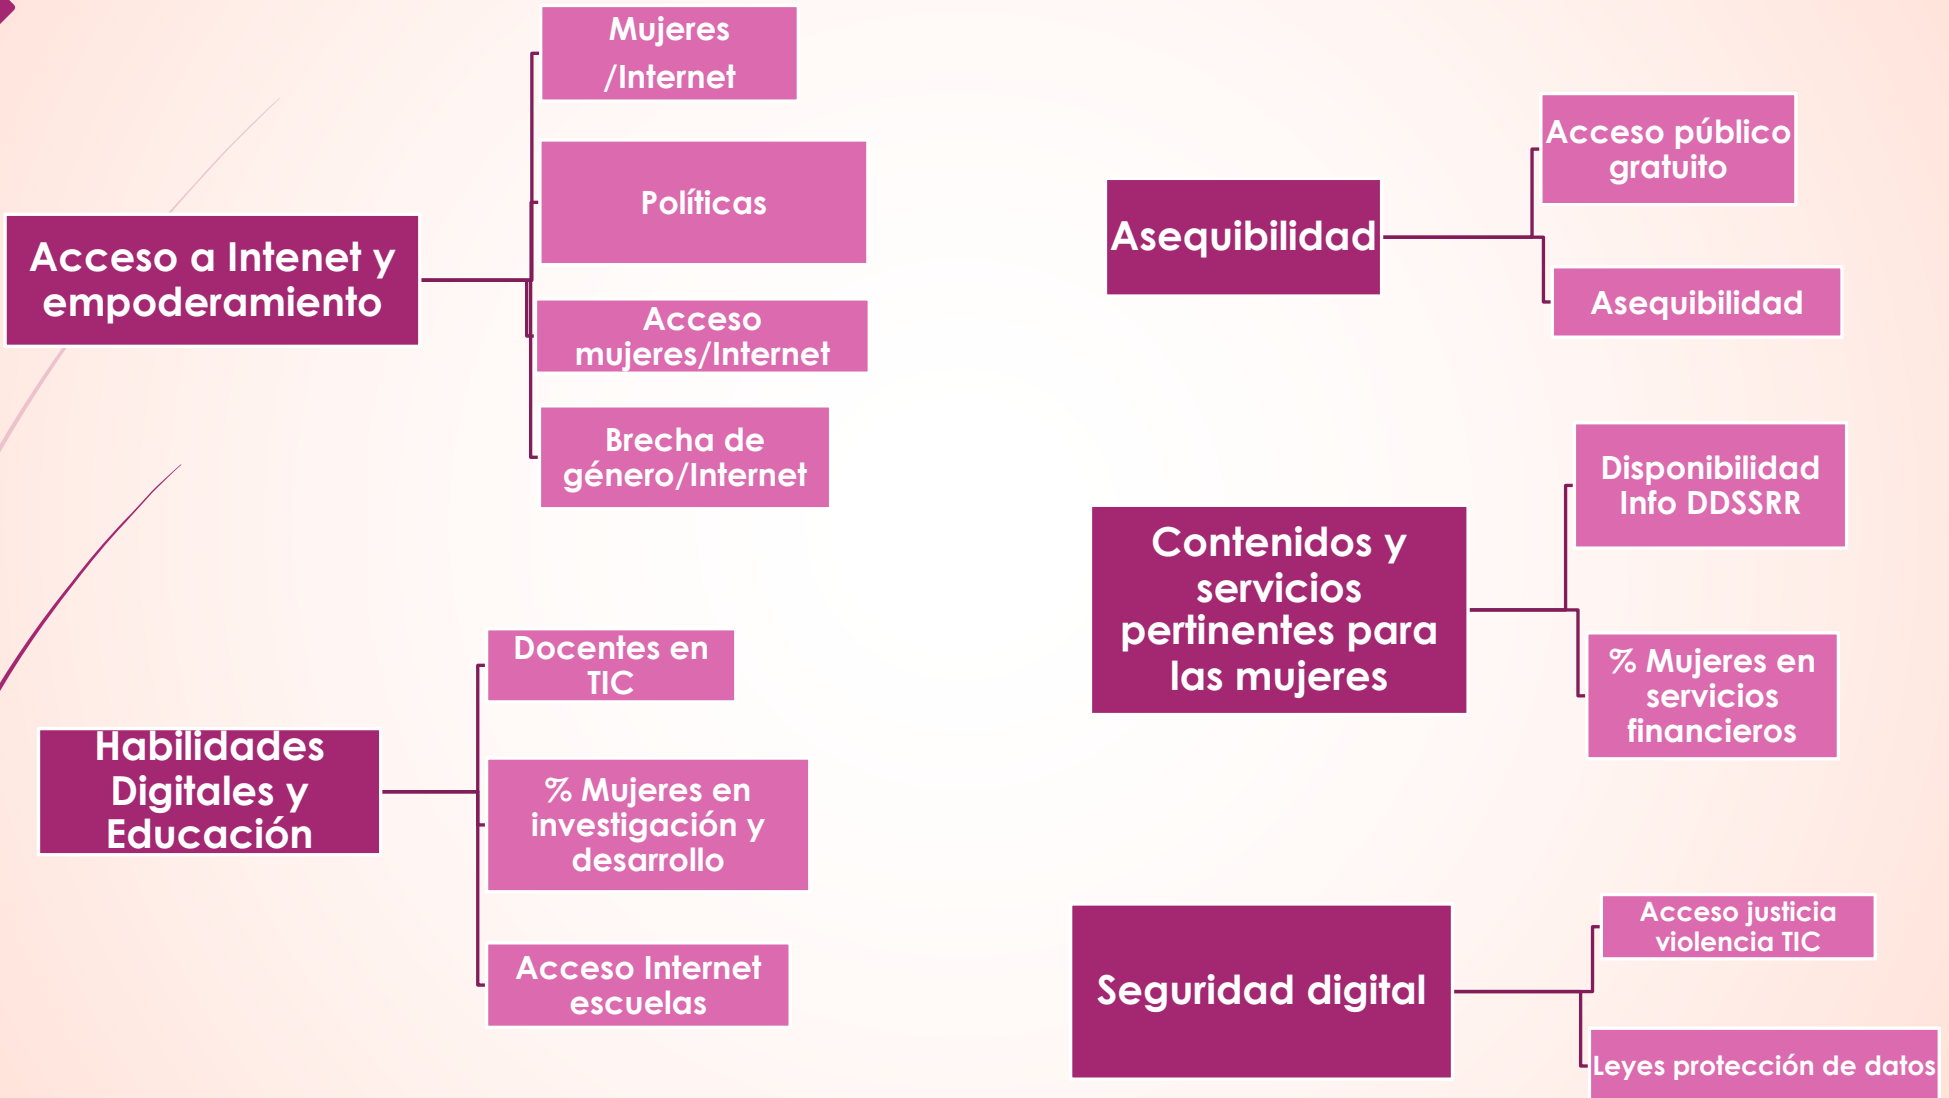 Acceso a Intenet y
empoderamiento
Mujeres
/Internet
Políticas
Acceso
mujeres/Internet
Brecha de
género/Internet
Habilidades
Digitales y
Educación
Docentes en
TIC
% Mujeres en
investigación y
desarrollo
Acceso Internet
escuelas
Asequibilidad
Acceso público
gratuito
Asequibilidad
Contenidos y
servicios
pertinentes para
las mujeres
Disponibilidad
Info DDSSRR
% Mujeres en
servicios
financieros
Seguridad digital
Acceso justicia
violencia TIC
Leyes protección de datos